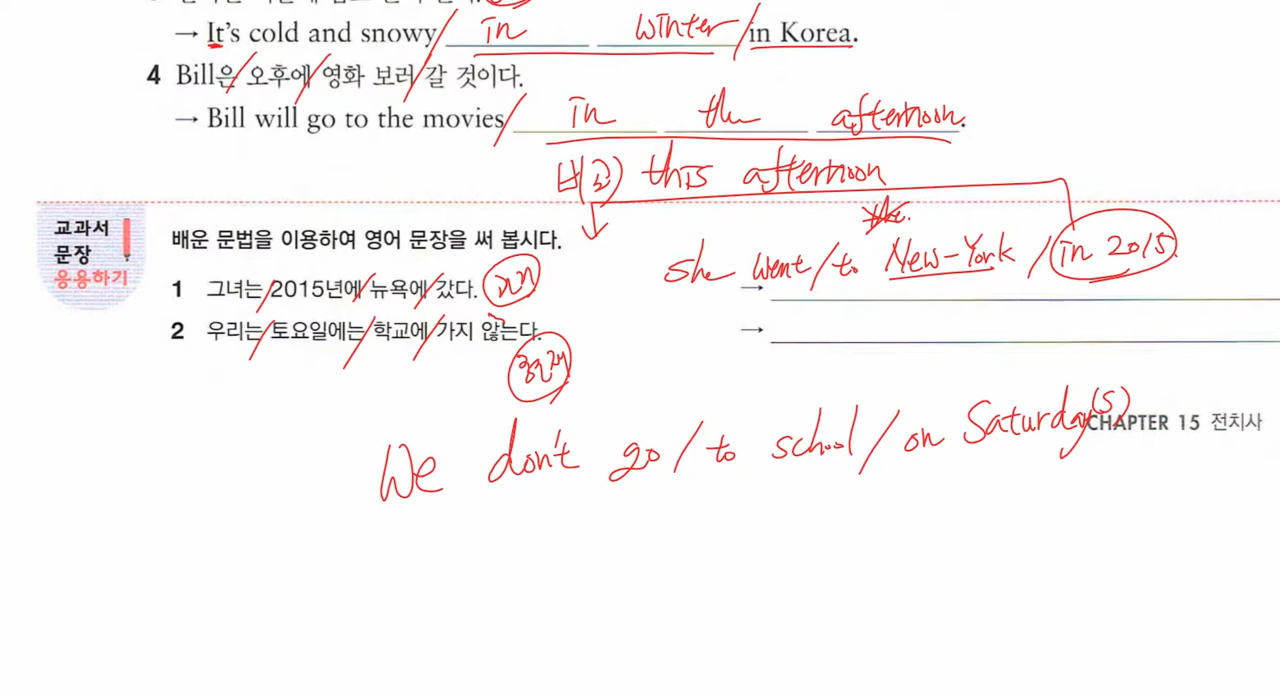 → It's cold and snowy / in winter / in Korea.
4 Bill은 / 오후에 / 영화 보러 / 갈 것이다.
→ Bill will go to the movies / in the afternoon.
비교) this afternoon
교과서
문장
응용하기
배운 문법을 이용하여 영어 문장을 써 봅시다.
1 그녀는 / 2015년에 / 뉴욕에 / 갔다. 과거
→ she went / to New-York / in 2015
2 우리는 / 토요일에는 / 학교에 / 가지 않는다.
→
현재
We don't go / to school / on Saturday(s)
CHAPTER 15 전치사